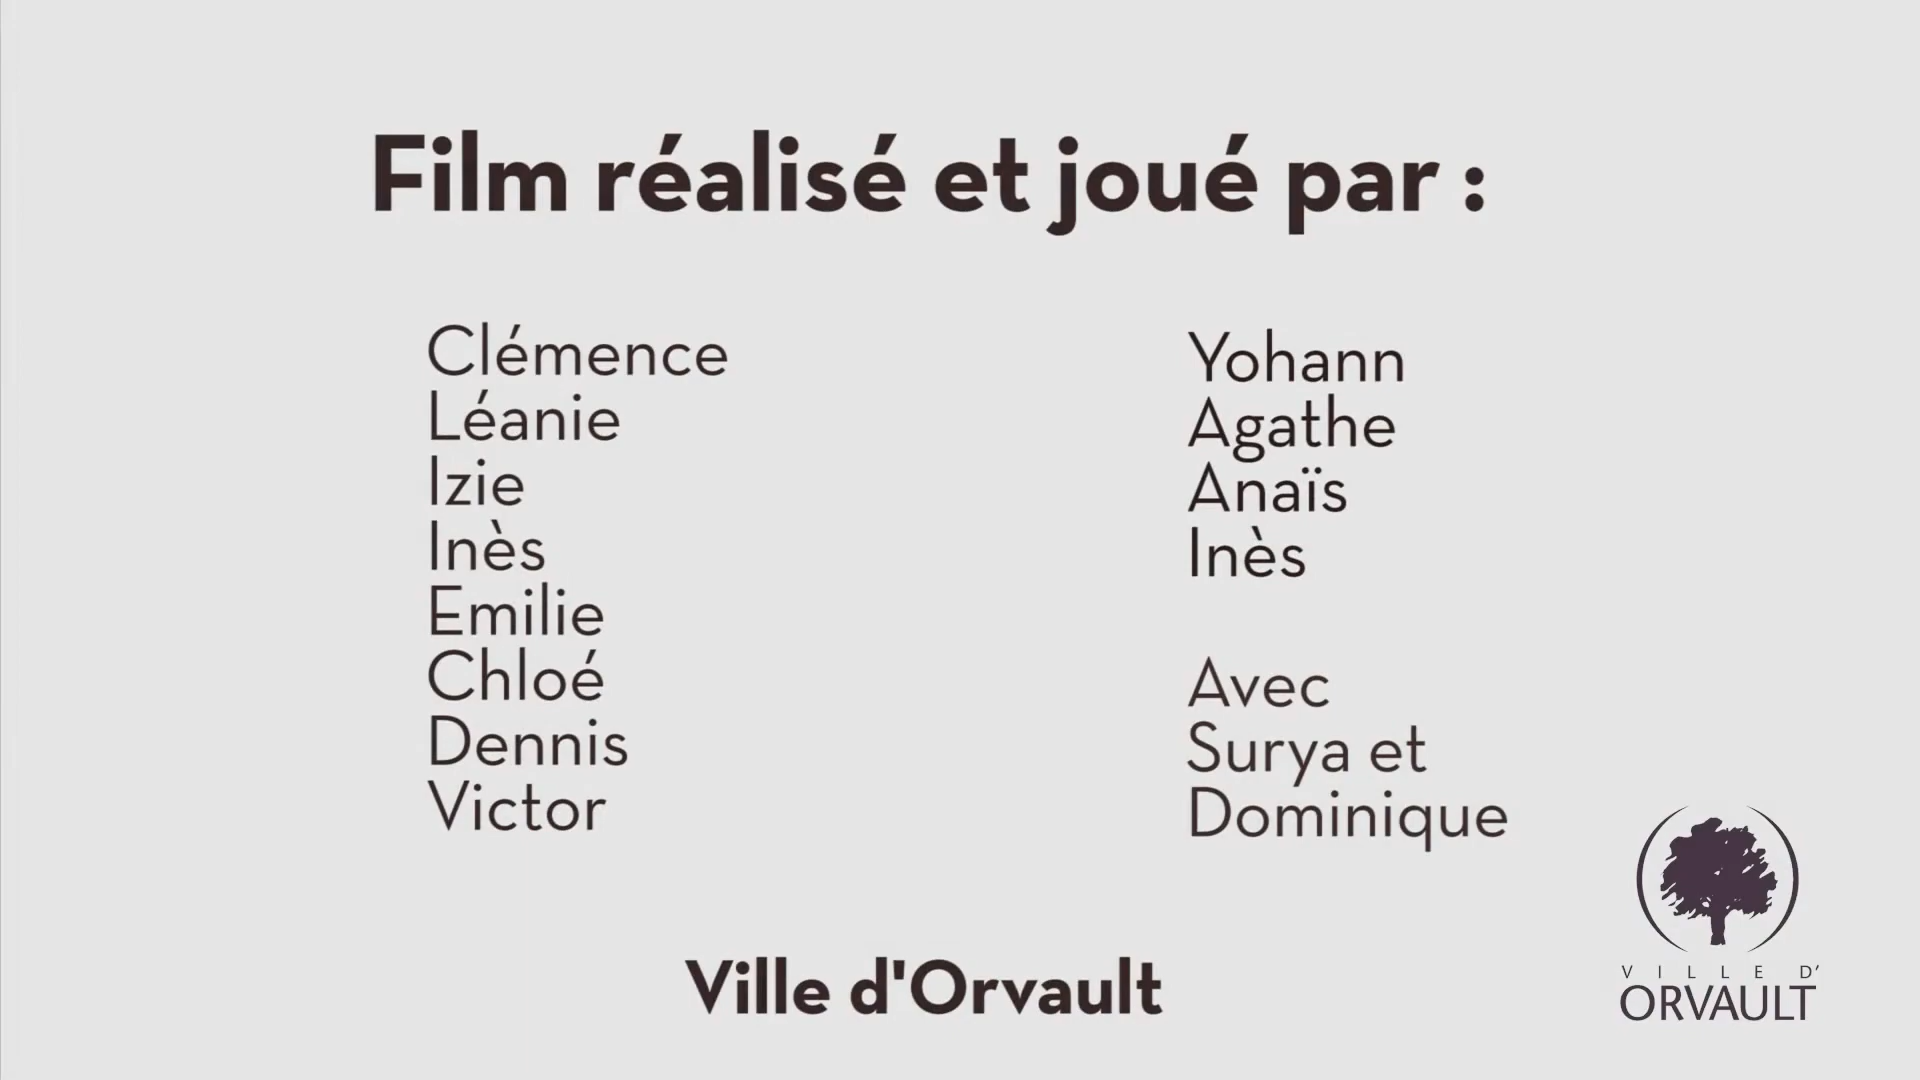 Film réalisé et joué par :
Clémence
Léanie
Izie
Inès
Emilie
Chloé
Dennis
Victor
Yohann
Agathe
Anaïs
Inès
Avec
Surya et
Dominique
Ville d'Orvault
VILLE D’
ORVAULT